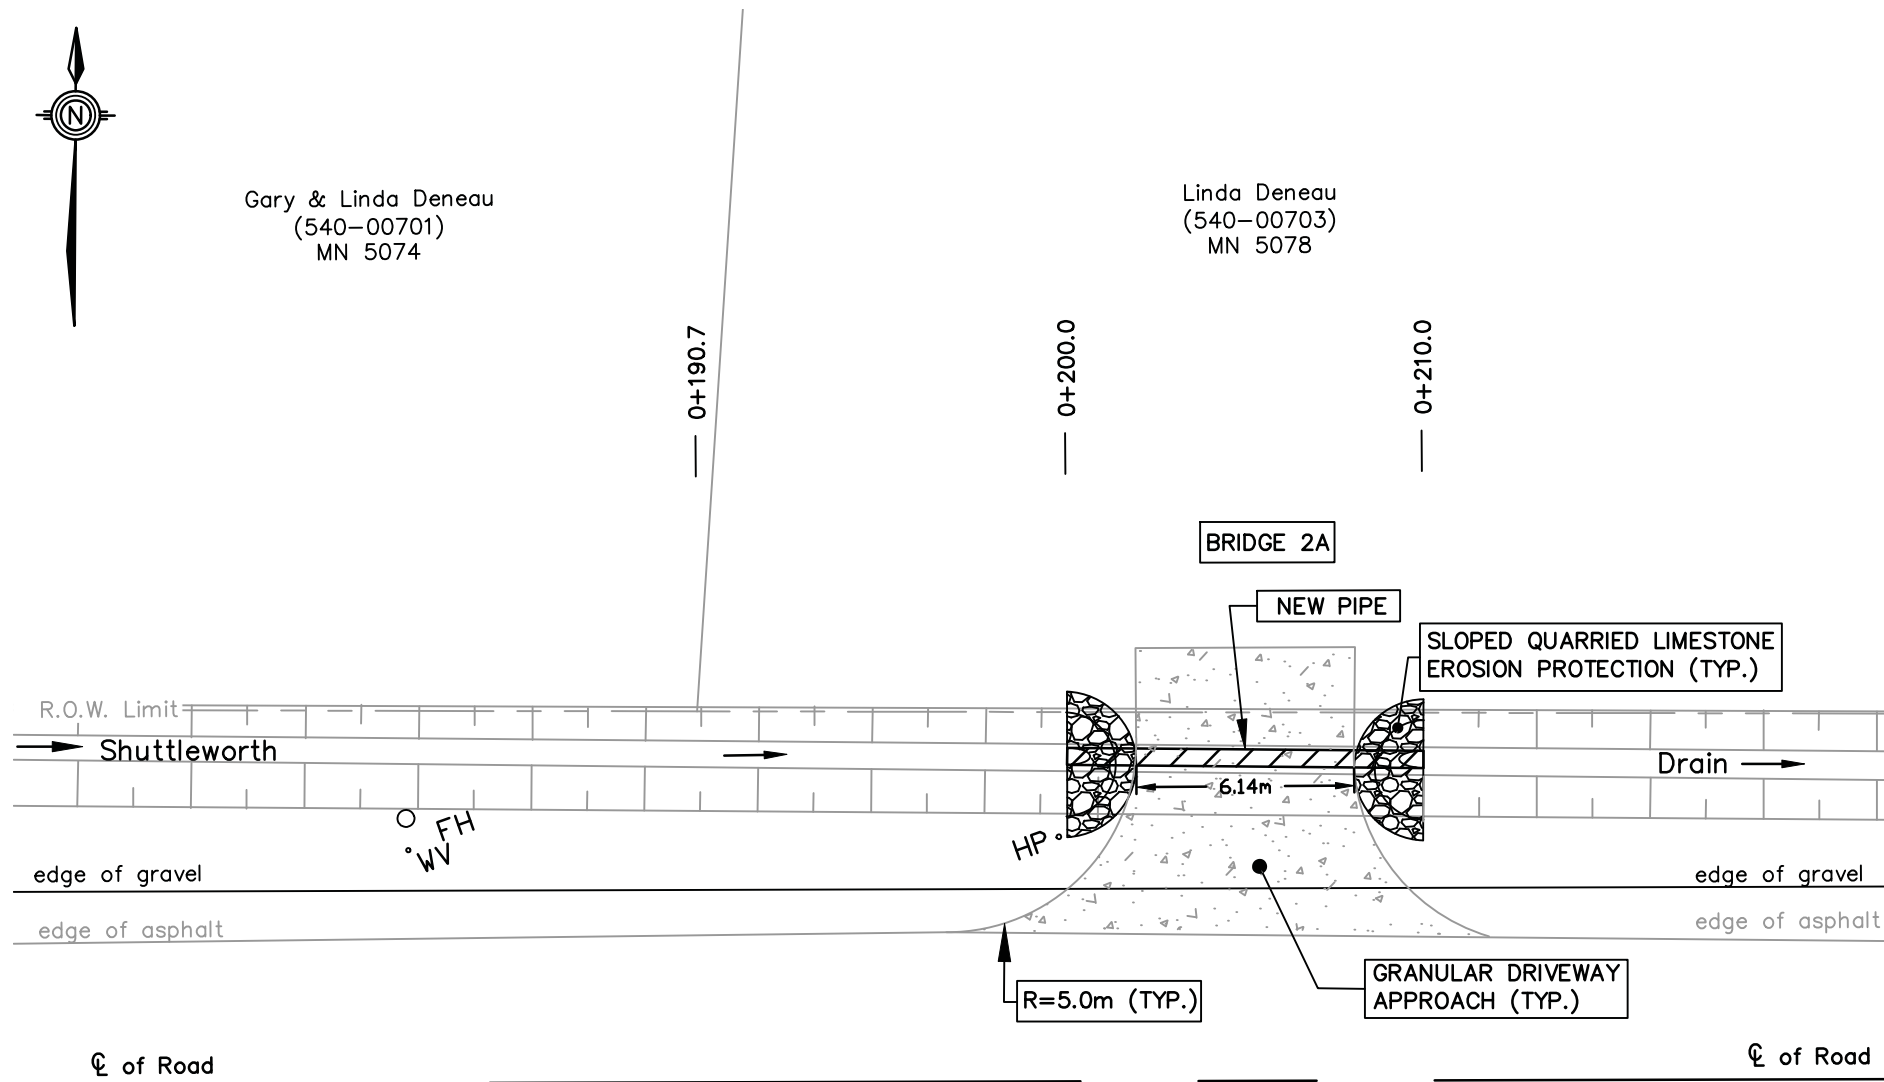 N
Gary & Linda Deneau
(540-00701)
MN 5074
Linda Deneau
(540-00703)
MN 5078
0+190.7
0+200.0
0+210.0
BRIDGE 2A
NEW PIPE
SLOPED QUARRIED LIMESTONE
EROSION PROTECTION (TYP.)
R.O.W. Limit
Shuttleworth
Drain
6.14m
FH
WV
HP
edge of gravel
edge of gravel
edge of asphalt
edge of asphalt
GRANULAR DRIVEWAY
APPROACH (TYP.)
R=5.0m (TYP.)
℄ of Road
℄ of Road